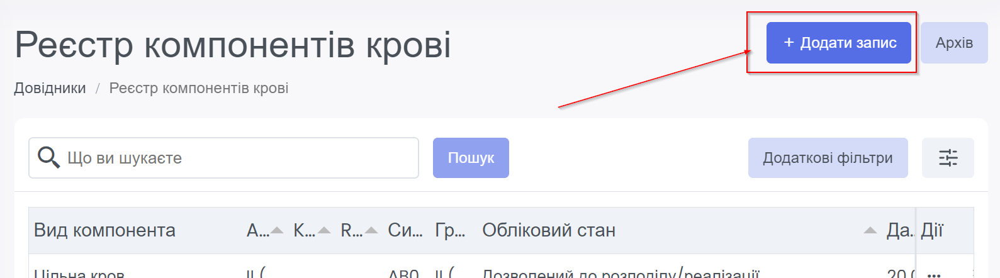 Реєстр компонентів крові
+ Додати запис
Архів
Довідники / Реєстр компонентів крові
Що ви шукаєте
Пошук
Додаткові фільтри
Вид компонента А... К... R... Си... Гр... Обліковий стан Да.. Дії
Цільна кров II ( AB0 II ( Дозволений до розподілу/реалізації 20.0 ...